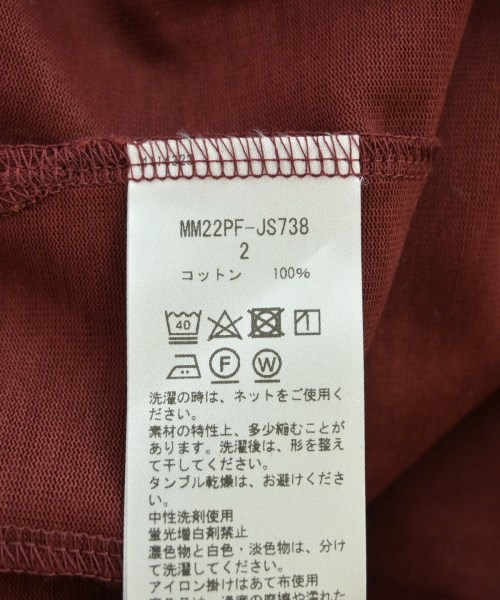 MM22PF-JS738
2
コットン 100%
40
F W
洗濯の時は、ネットをご使用く
ださい。
素材の特性上、多少縮むことが
あります。洗濯後は、形を整え
て干してください。
タンブル乾燥は、お避けくださ
い。
中性洗剤使用
蛍光増白剤禁止
濃色物と白色・淡色物は、分け
て洗濯してください。
アイロン掛けはあて布使用